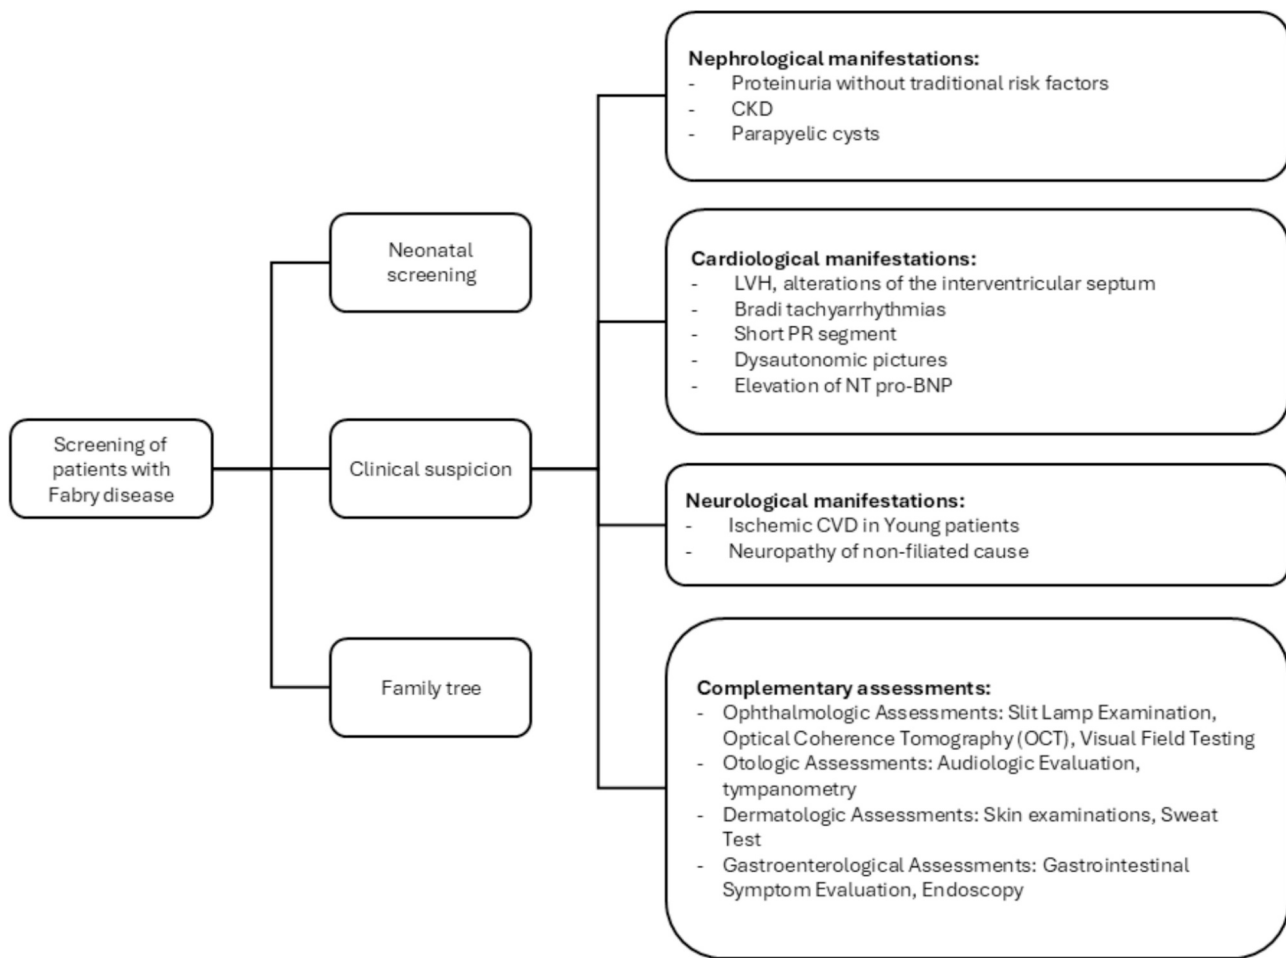 Screening of
patients with
Fabry disease
Neonatal
screening
Clinical suspicion
Family tree
Nephrological manifestations:
- Proteinuria without traditional risk factors
- CKD
- Parapyelic cysts
Cardiological manifestations:
- LVH, alterations of the interventricular septum
- Bradi tachyarrhythmias
- Short PR segment
- Dysautonomic pictures
- Elevation of NT pro-BNP
Neurological manifestations:
- Ischemic CVD in Young patients
- Neuropathy of non-filiated cause
Complementary assessments:
- Ophthalmologic Assessments: Slit Lamp Examination,
Optical Coherence Tomography (OCT), Visual Field Testing
- Otologic Assessments: Audiologic Evaluation,
tympanometry
- Dermatologic Assessments: Skin examinations, Sweat
Test
- Gastroenterological Assessments: Gastrointestinal
Symptom Evaluation, Endoscopy